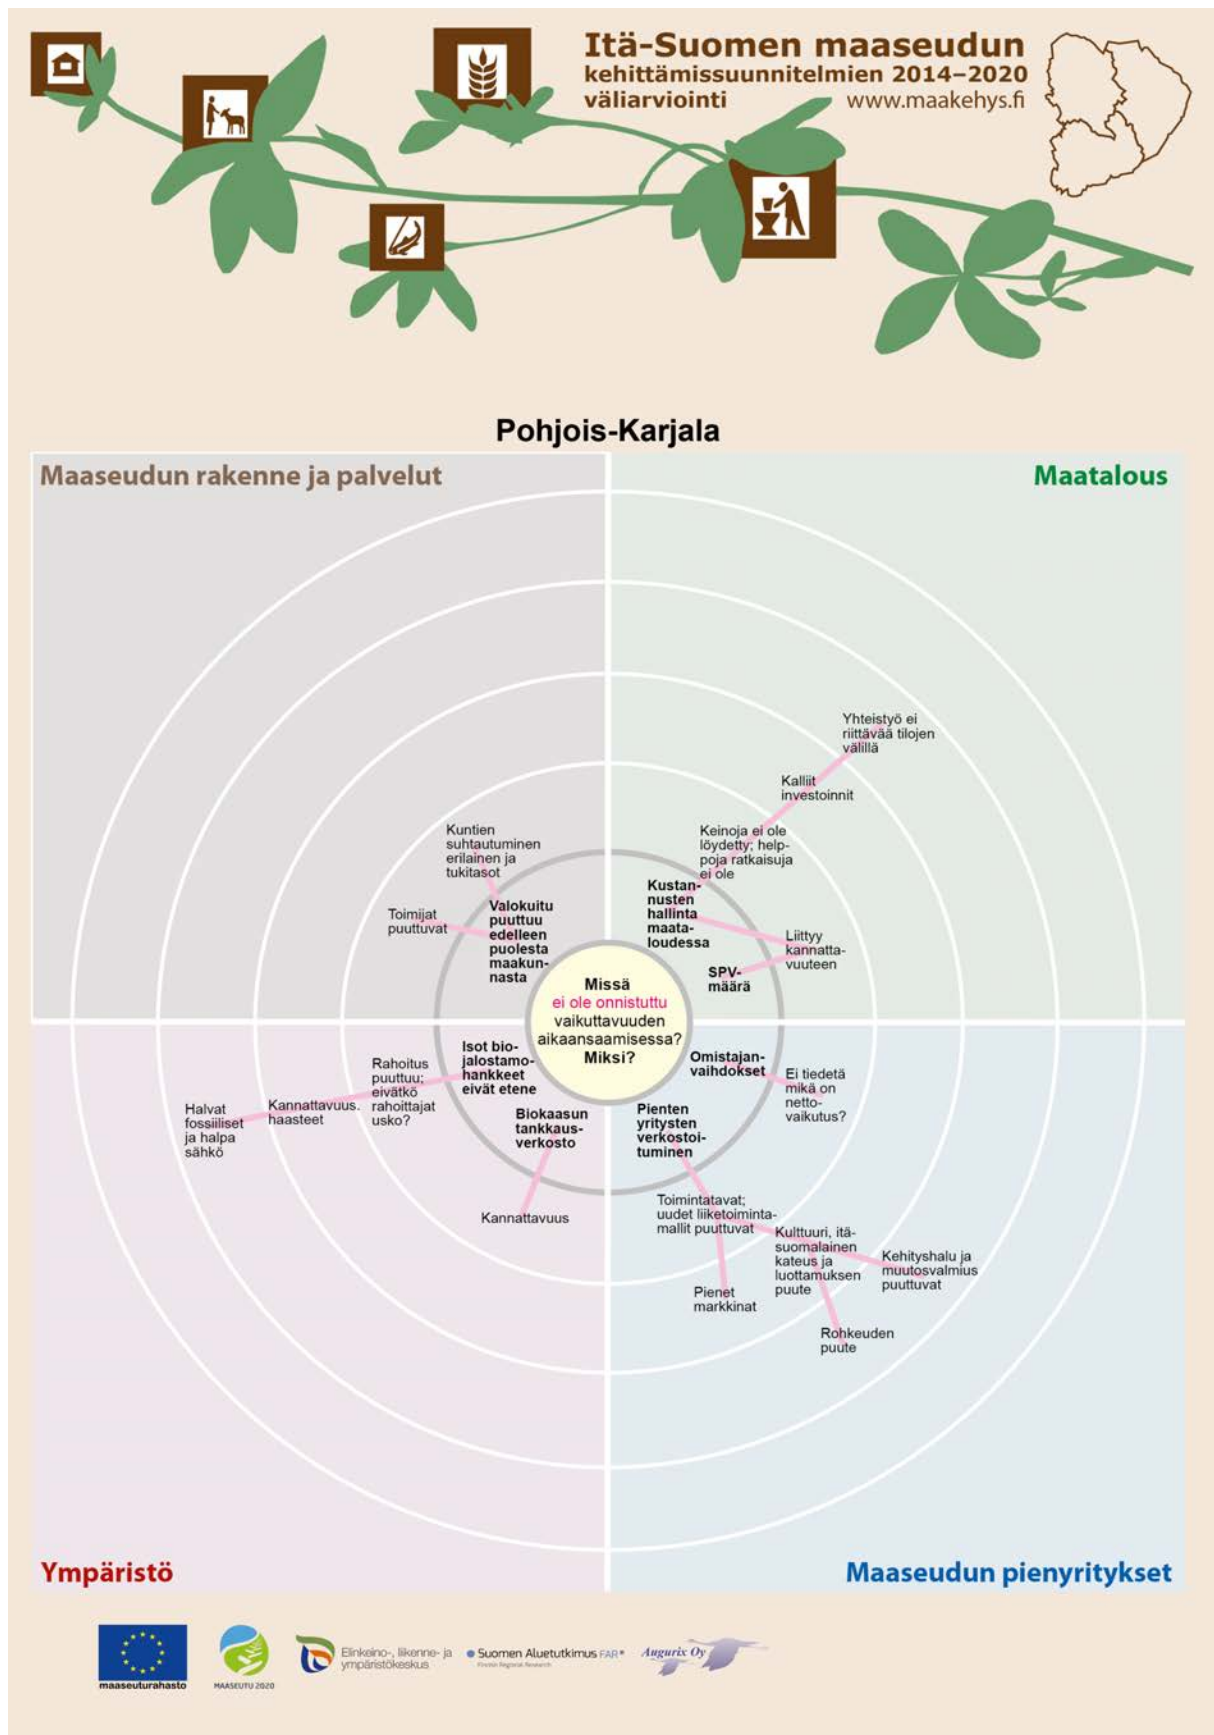 Itä-Suomen maaseudun
kehittämissuunnitelmien 2014–2020
väliarviointi www.maakehys.fi
Pohjois-Karjala
Maaseudun rakenne ja palvelut
Maatalous
Yhteistyö ei
riittävää tilojen
välillä
Kalliit
investoinnit
Keinoja ei ole
löydetty; help-
poja ratkaisuja
ei ole
Kustan-
nusten
hallinta
maata-
loudessa
Liittyy
kannatta-
vuuteen
SPV-
määrä
Kuntien
suhtautuminen
erilainen ja
tukitasot
Toimijat
puuttuvat
Valokuitu
puuttuu
edelleen
puolesta
maakun-
nasta
Missä
ei ole onnistuttu
vaikuttavuuden
aikaansaamisessa?
Miksi?
Isot bio-
jalostamo-
hankkeet
eivät etene
Rahoitus
puuttuu;
eivätkö
rahoittajat
usko?
Kannattavuus.
haasteet
Halvat
fossiiliset
ja halpa
sähkö
Biokaasun
tankkaus-
verkosto
Kannattavuus
Omistajan-
vaihdokset
Ei tiedetä
mikä on
netto-
vaikutus?
Pienten
yritysten
verkostoi-
tuminen
Toimintatavat;
uudet liiketoiminta-
mallit puuttuvat
Kulttuuri, itä-
suomalainen
kateus ja
luottamuksen
puute
Kehityshalu ja
muutosvalmius
puuttuvat
Pienet
markkinat
Rohkeuden
puute
Ympäristö
Maaseudun pienyritykset
maaseuturahasto
MAASEUTU 2020
Elinkeino-, liikenne- ja
ympäristökeskus
Suomen Aluetutkimus FAR
Finnish Regional Research
Augurix Oy